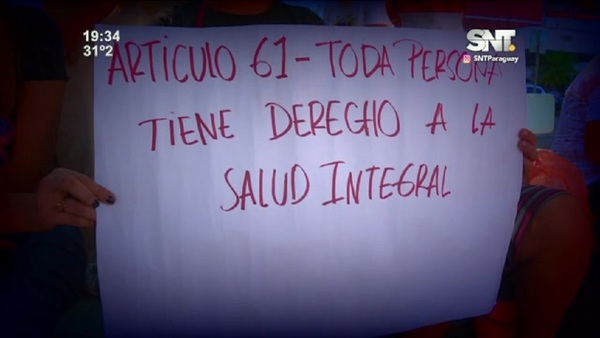 19:34
31°2
SNT
SNTParaguay
ARTICULO 61 - TODA PERSONA
TIENE DERECHO A LA
SALUD INTEGRAL